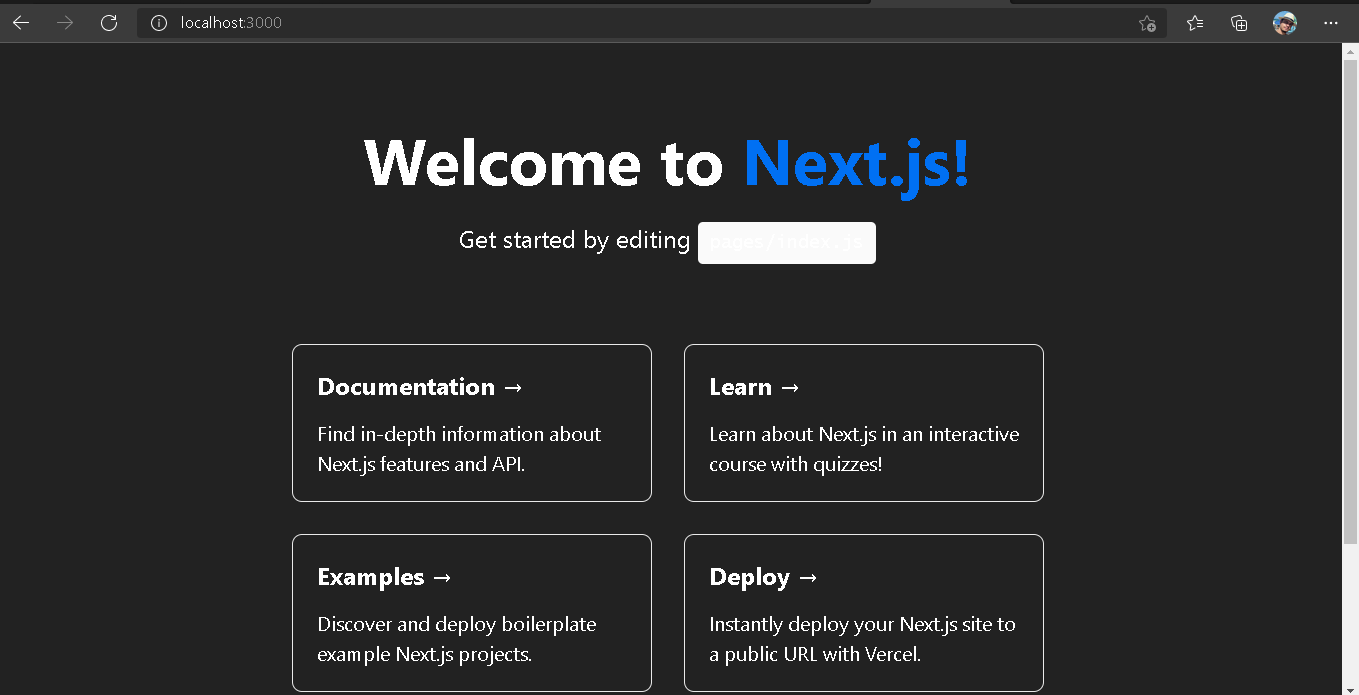 localhost:3000
Welcome to Next.js!
Get started by editing pages/index.js
Documentation →
Find in-depth information about
Next.js features and API.
Learn →
Learn about Next.js in an interactive
course with quizzes!
Examples →
Discover and deploy boilerplate
example Next.js projects.
Deploy →
Instantly deploy your Next.js site to
a public URL with Vercel.